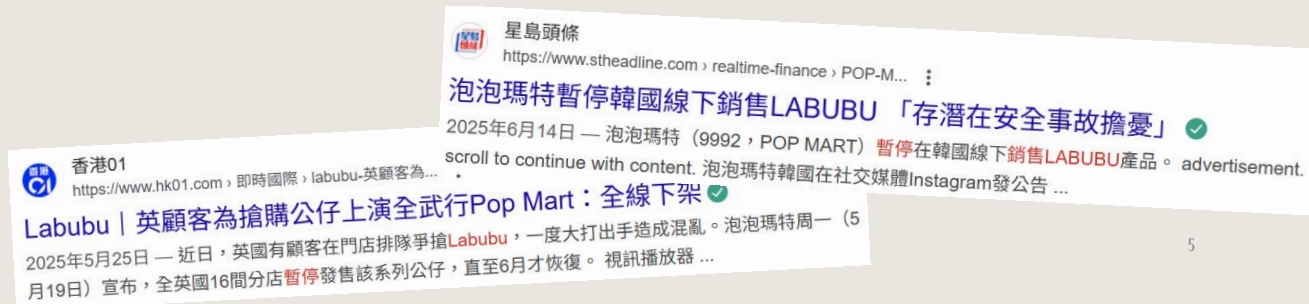 星島頭條
https://www.stheadline.com › realtime-finance › POP-M...
泡泡瑪特暫停韓國線下銷售LABUBU 「存潛在安全事故擔憂」
2025年6月14日 — 泡泡瑪特（9992，POP MART）暫停在韓國線下銷售LABUBU產品。 advertisement.
scroll to continue with content. 泡泡瑪特韓國在社交媒體Instagram發公告 ...
香港01
https://www.hk01.com › 即時國際 › labubu-英顧客為...
Labubu｜英顧客為搶購公仔上演全武行Pop Mart：全線下架
2025年5月25日 — 近日，英國有顧客在門店排隊爭搶Labubu，一度大打出手造成混亂。泡泡瑪特周一（5
月19日）宣布，全英國16間分店暫停發售該系列公仔，直至6月才恢復。 視訊播放器 ...
5